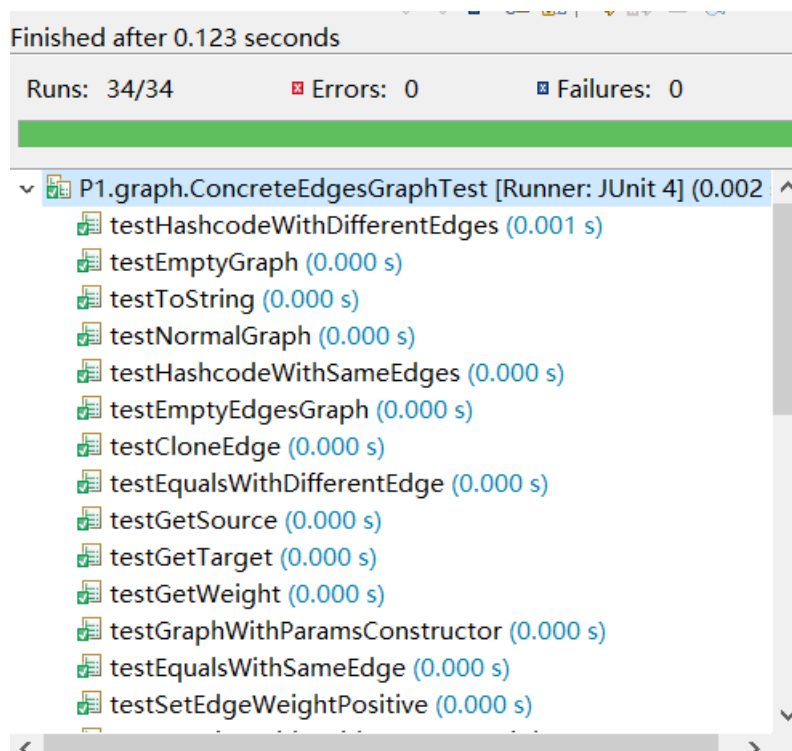 Finished after 0.123 seconds
Runs: 34/34 Errors: 0 Failures: 0
P1.graph.ConcreteEdgesGraphTest [Runner: JUnit 4] (0.002
testHashcodeWithDifferentEdges (0.001 s)
testEmptyGraph (0.000 s)
testToString (0.000 s)
testNormalGraph (0.000 s)
testHashcodeWithSameEdges (0.000 s)
testEmptyEdgesGraph (0.000 s)
testCloneEdge (0.000 s)
testEqualsWithDifferentEdge (0.000 s)
testGetSource (0.000 s)
testGetTarget (0.000 s)
testGetWeight (0.000 s)
testGraphWithParamsConstructor (0.000 s)
testEqualsWithSameEdge (0.000 s)
testSetEdgeWeightPositive (0.000 s)